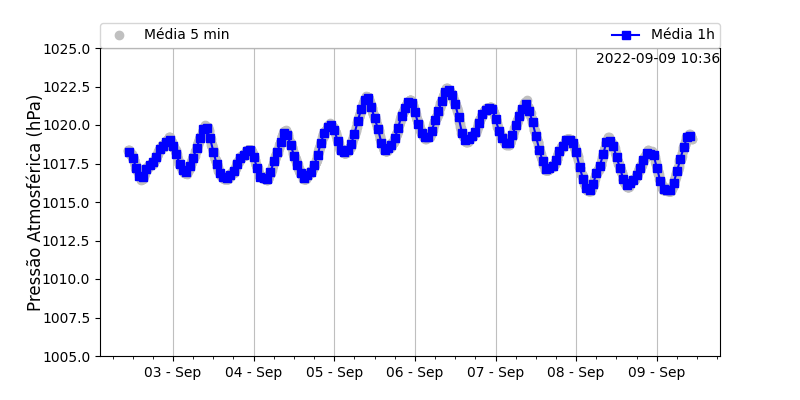 Média 5 min
Média 1h
2022-09-09 10:36
Pressão Atmosférica (hPa)
1025.0
1022.5
1020.0
1017.5
1015.0
1012.5
1010.0
1007.5
1005.0
03 - Sep
04 - Sep
05 - Sep
06 - Sep
07 - Sep
08 - Sep
09 - Sep